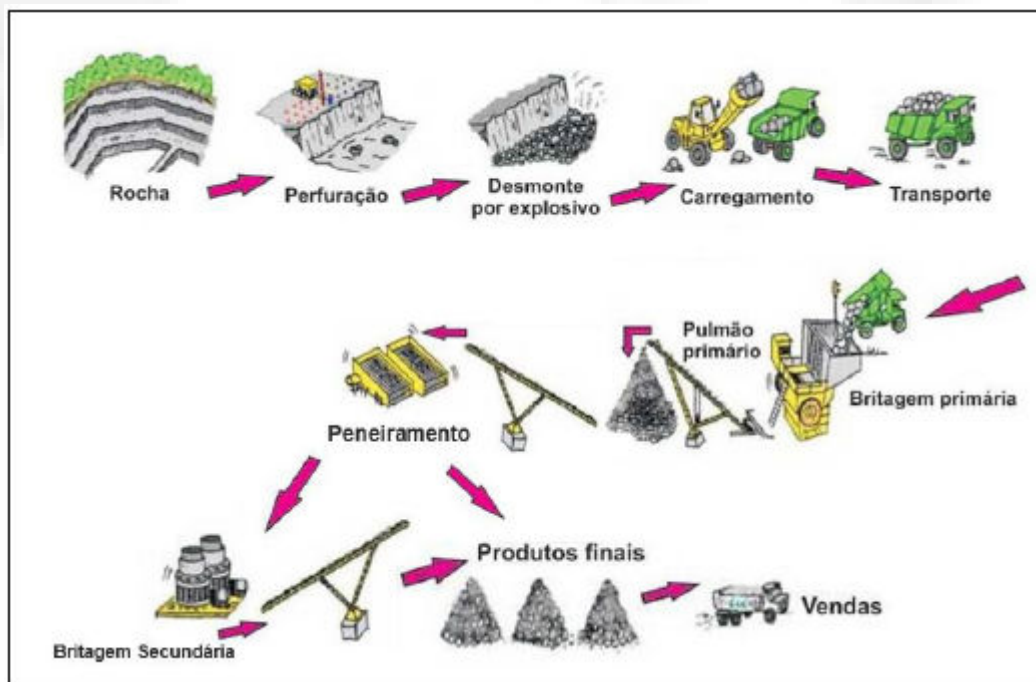 Rocha
Perfuração
Desmonte
por explosivo
Carregamento
Transporte
Pulmão
primário
Britagem primária
Peneiramento
Produtos finais
Vendas
Britagem Secundária